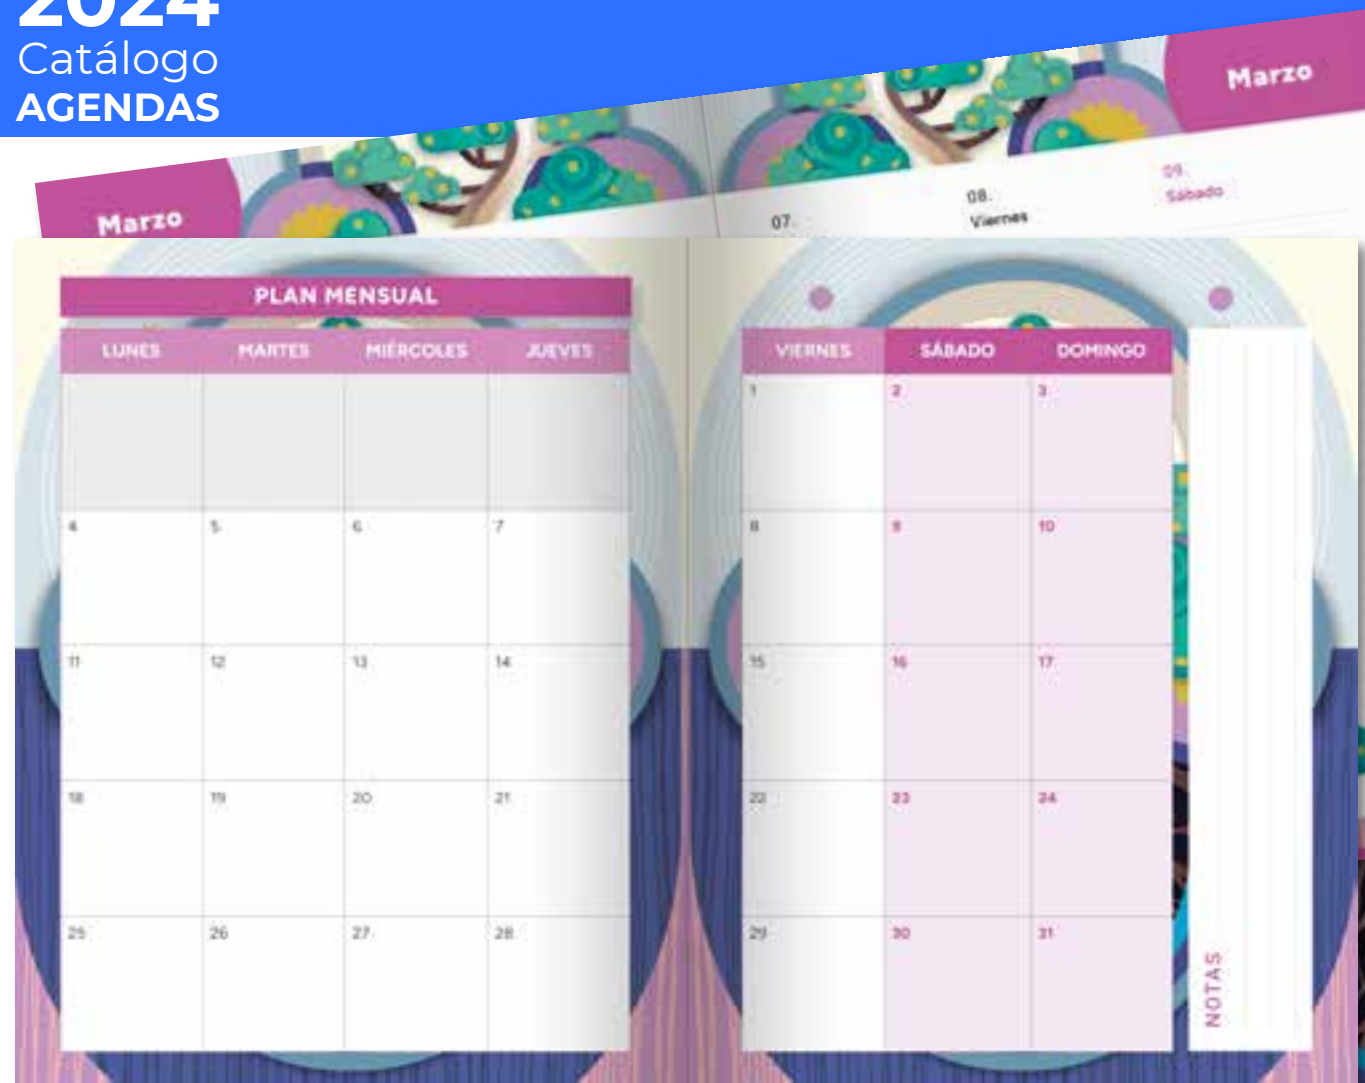 2024
Catálogo
AGENDAS
Marzo
Marzo
07.
08.
Viernes
09.
Sábado
PLAN MENSUAL
LUNES MARTES MIÉRCOLES JUEVES VIERNES SÁBADO DOMINGO
1 2 3
4 5 6 7 8 9 10
11 12 13 14 15 16 17
18 19 20 21 22 23 24
25 26 27 28 29 30 31
NOTAS